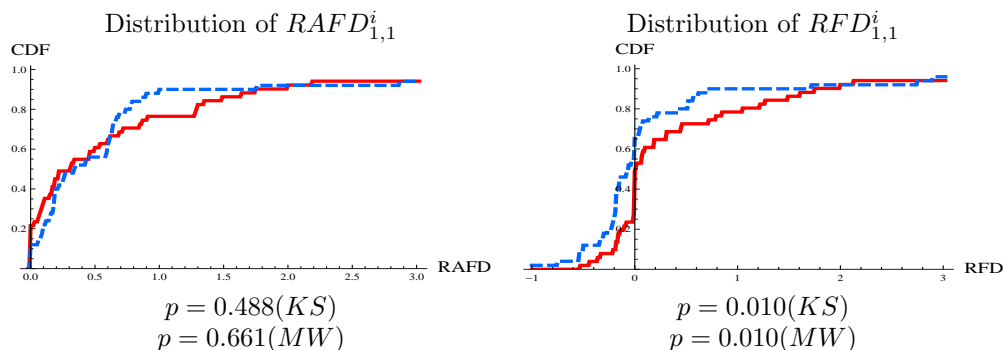 Distribution of $RAFD^i_{1,1}$
CDF
1.0
0.8
0.6
0.4
0.2
0.0 0.5 1.0 1.5 2.0 2.5 3.0
RAFD
p = 0.488(KS)
p = 0.661(MW)
Distribution of $RFD^i_{1,1}$
CDF
1.0
0.8
0.6
0.4
0.2
-1 0 1 2 3
RFD
p = 0.010(KS)
p = 0.010(MW)